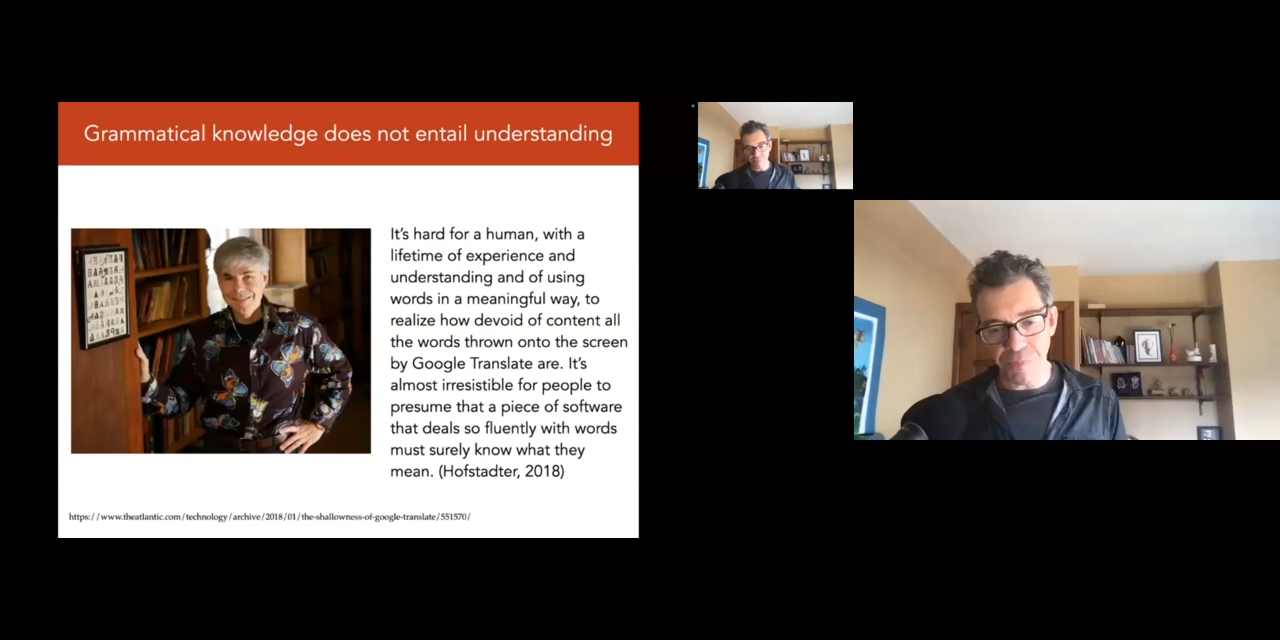 Grammatical knowledge does not entail understanding
It's hard for a human, with a
lifetime of experience and
understanding and of using
words in a meaningful way, to
realize how devoid of content all
the words thrown onto the screen
by Google Translate are. It's
almost irresistible for people to
presume that a piece of software
that deals so fluently with words
must surely know what they
mean. (Hofstadter, 2018)
https://www.theatlantic.com/technology/archive/2018/01/the-shallowness-of-google-translate/551570/